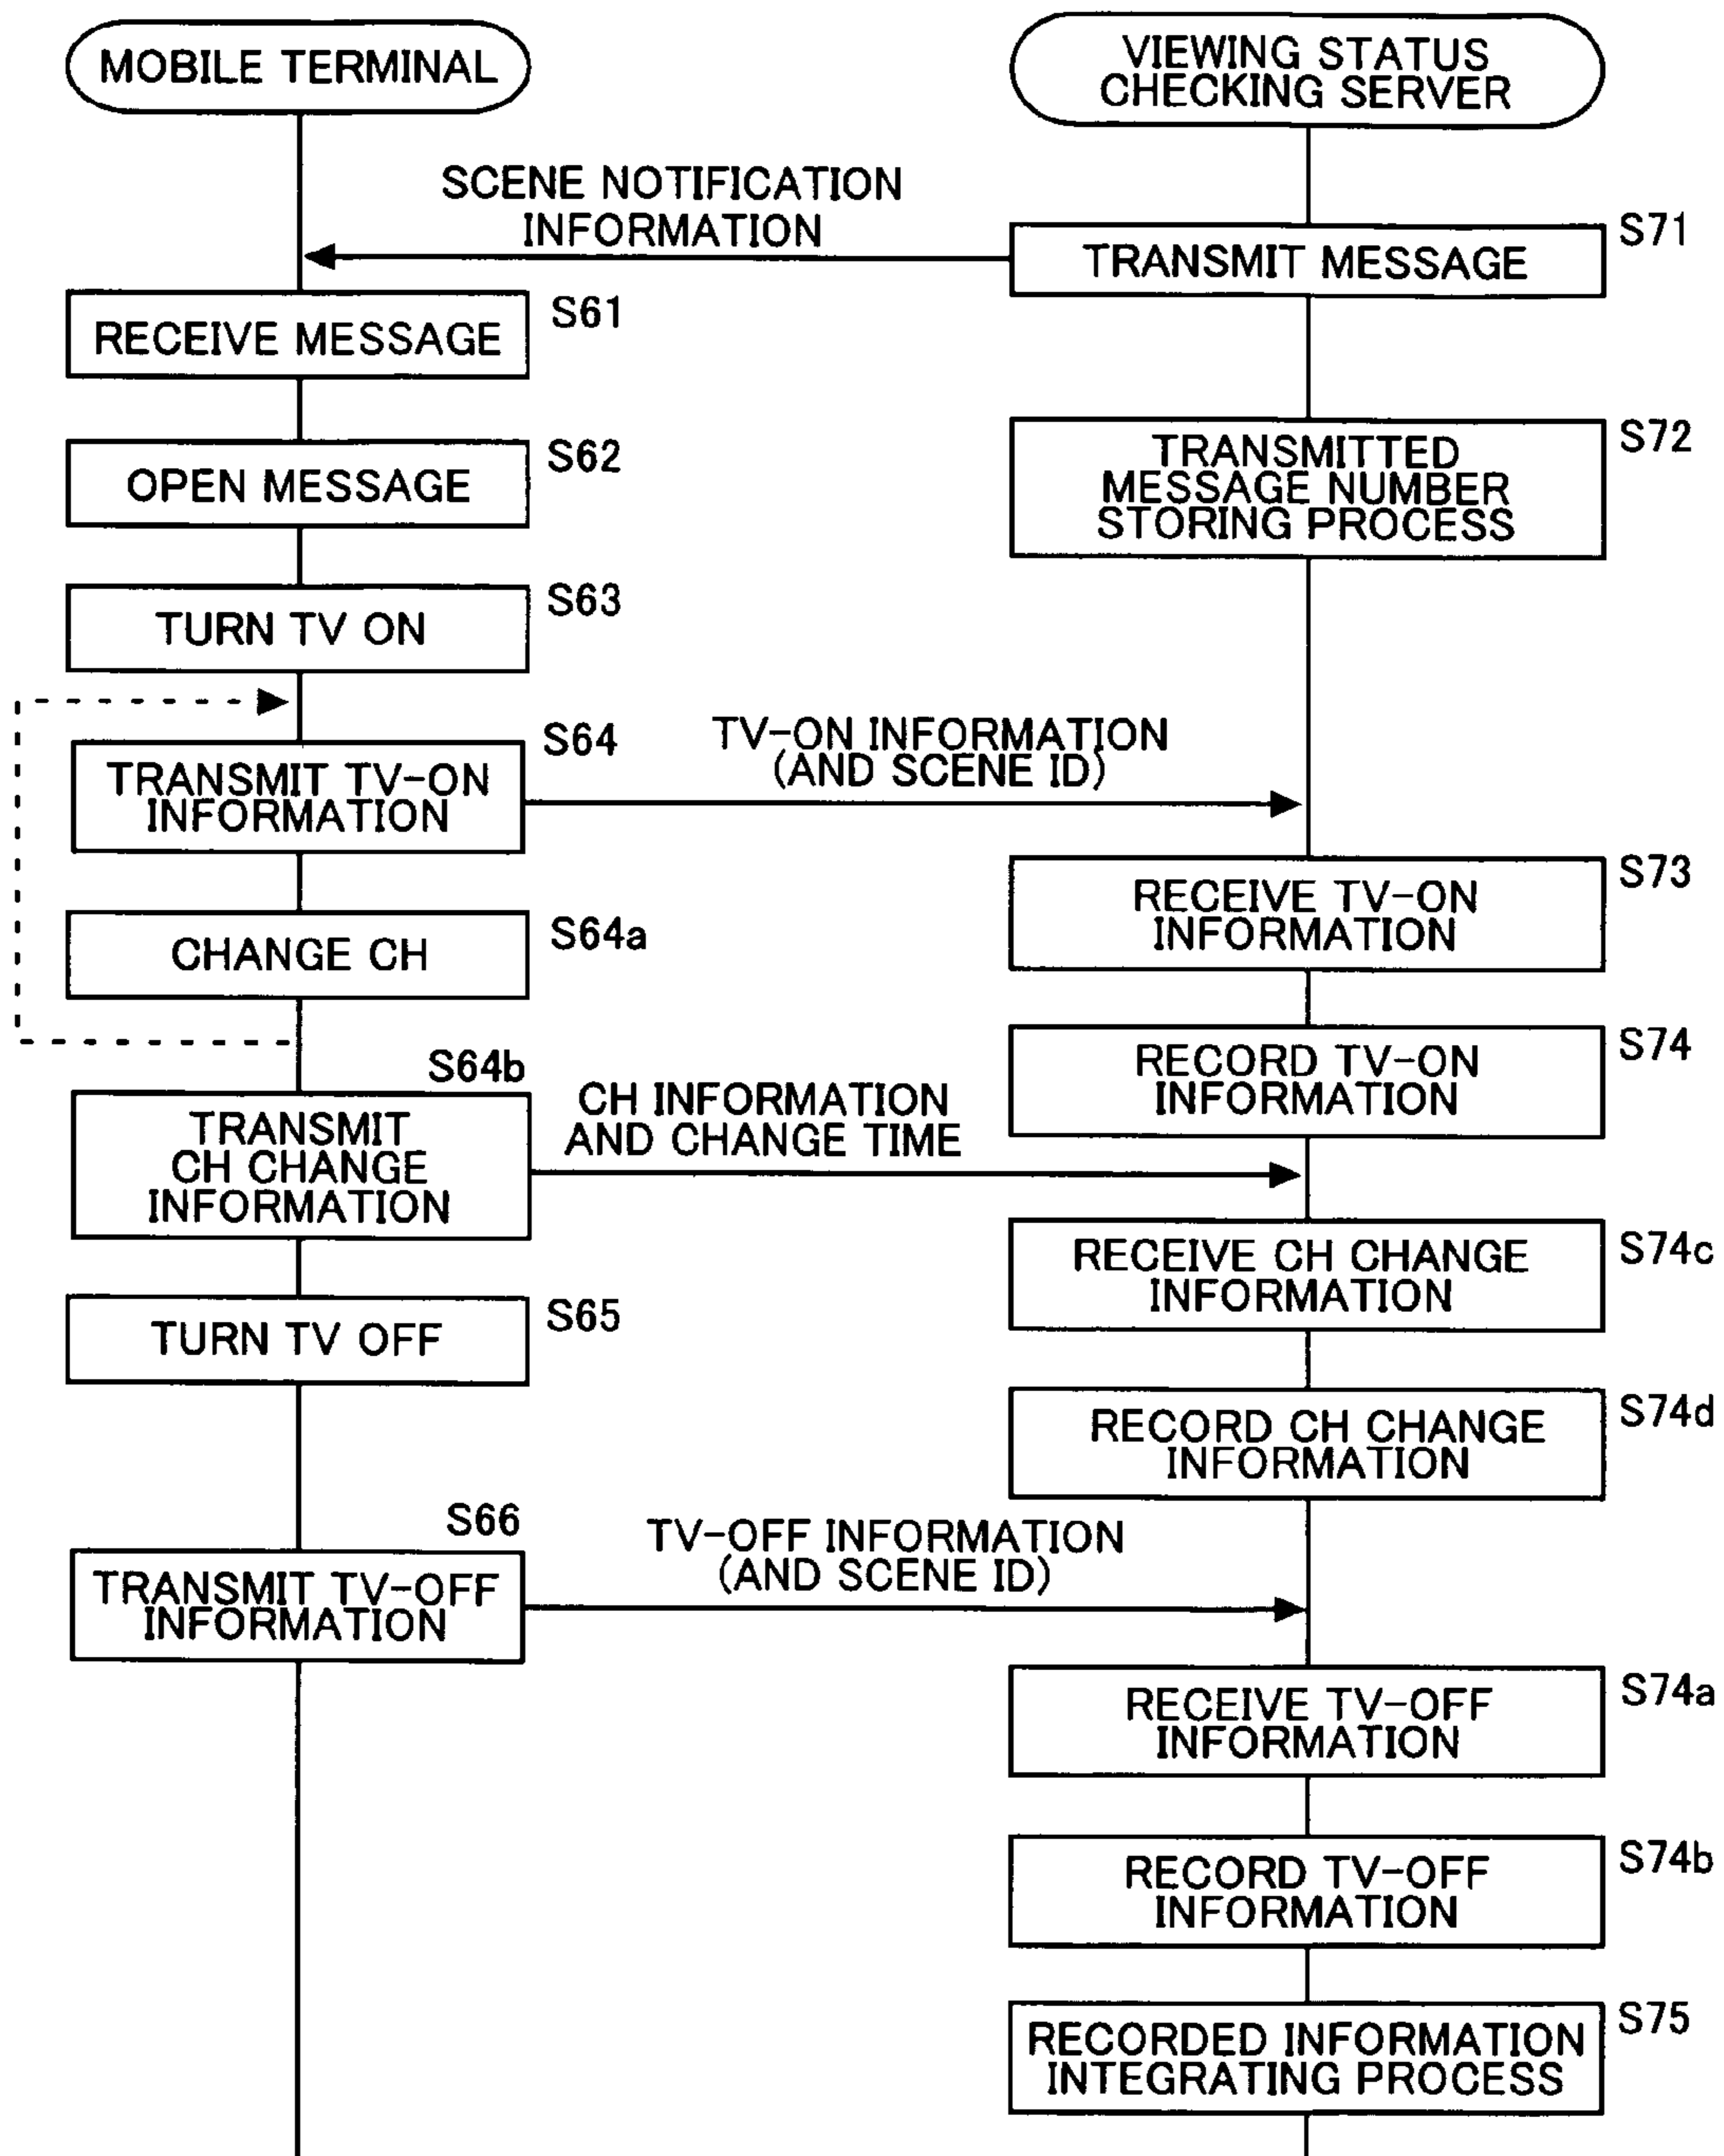 MOBILE TERMINAL
VIEWING STATUS
CHECKING SERVER
SCENE NOTIFICATION
INFORMATION
S71
TRANSMIT MESSAGE
S61
RECEIVE MESSAGE
S72
TRANSMITTED
MESSAGE NUMBER
STORING PROCESS
S62
OPEN MESSAGE
S63
TURN TV ON
S64
TRANSMIT TV-ON
INFORMATION
TV-ON INFORMATION
(AND SCENE ID)
S73
RECEIVE TV-ON
INFORMATION
S64a
CHANGE CH
S74
RECORD TV-ON
INFORMATION
S64b
TRANSMIT
CH CHANGE
INFORMATION
CH INFORMATION
AND CHANGE TIME
S74c
RECEIVE CH CHANGE
INFORMATION
S65
TURN TV OFF
S74d
RECORD CH CHANGE
INFORMATION
S66
TRANSMIT TV-OFF
INFORMATION
TV-OFF INFORMATION
(AND SCENE ID)
S74a
RECEIVE TV-OFF
INFORMATION
S74b
RECORD TV-OFF
INFORMATION
S75
RECORDED INFORMATION
INTEGRATING PROCESS